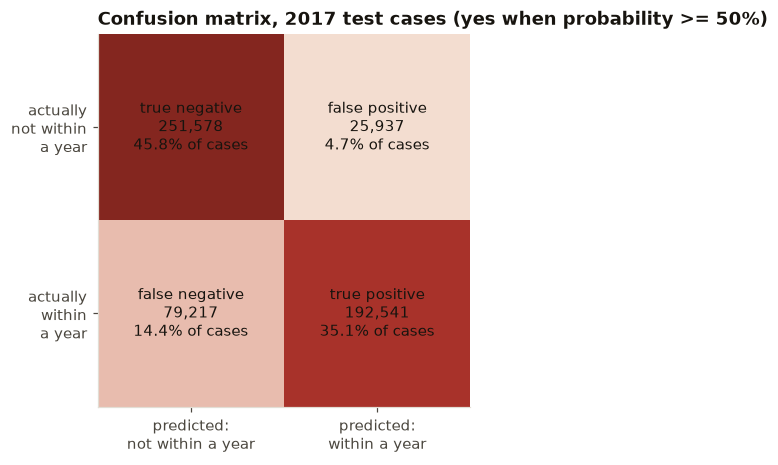 Confusion matrix, 2017 test cases (yes when probability >= 50%)
actually
not within
a year
true negative
251,578
45.8% of cases
false positive
25,937
4.7% of cases
actually
within
a year
false negative
79,217
14.4% of cases
true positive
192,541
35.1% of cases
predicted:
not within a year
predicted:
within a year